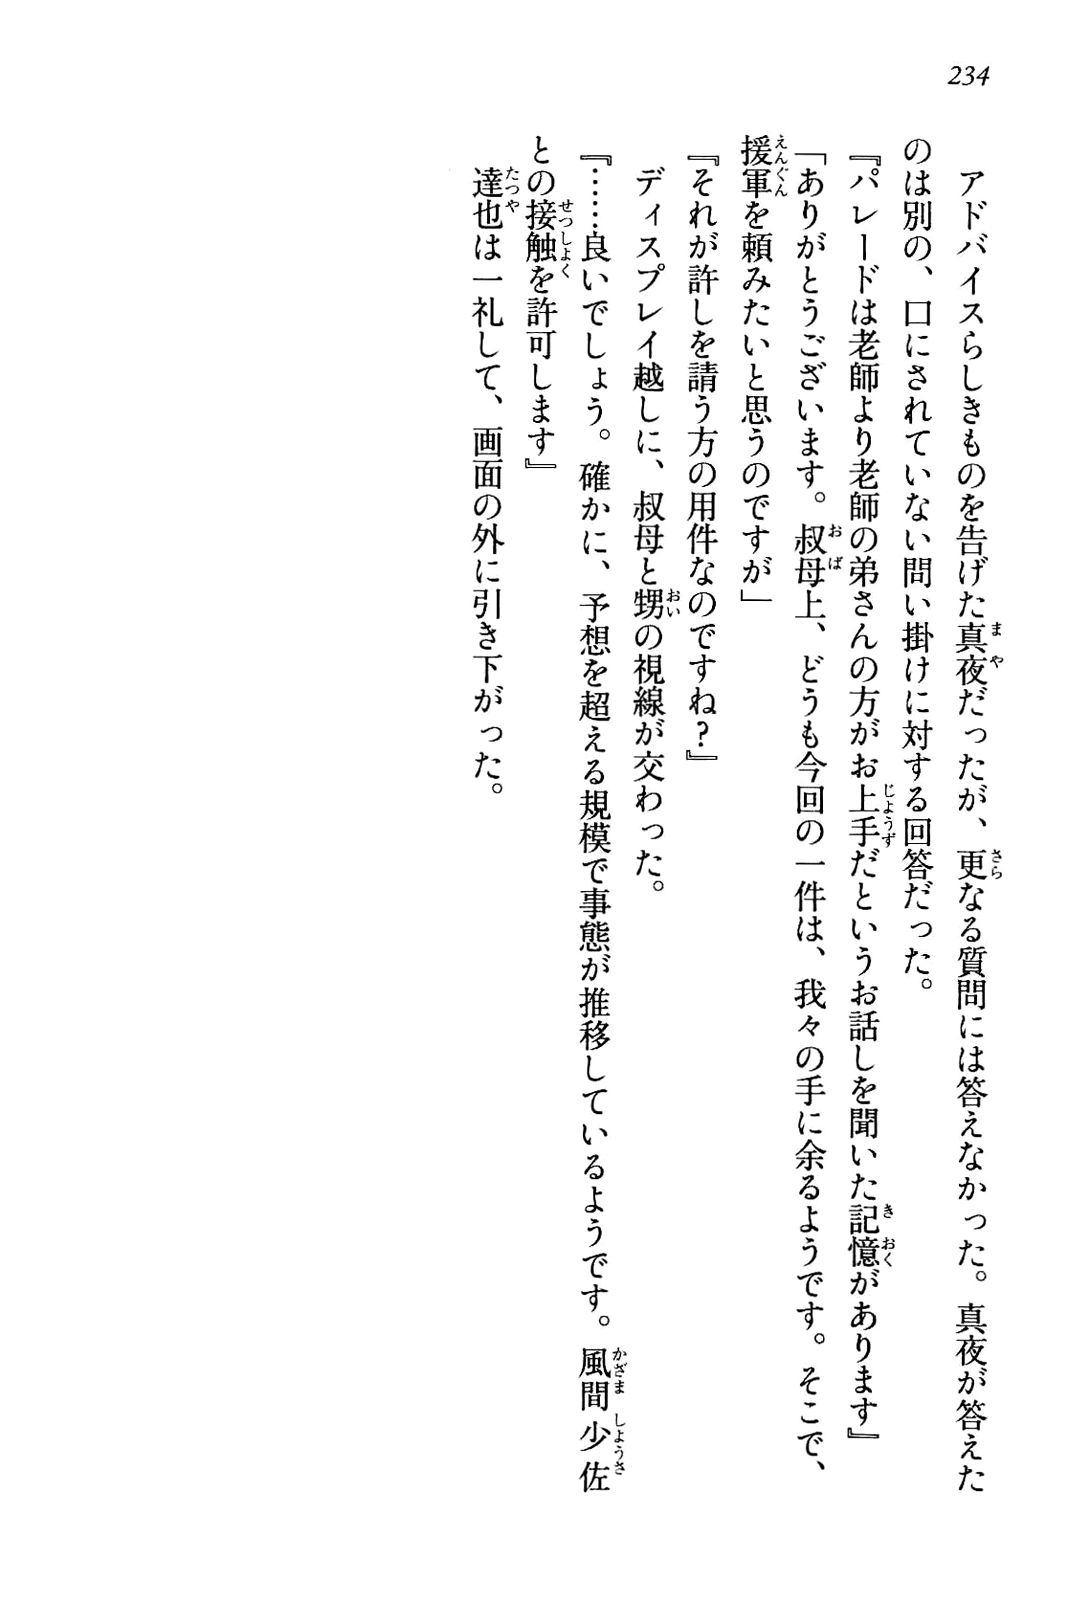 234
　アドバイスらしきものを告げた真夜だったが、更なる質問には答えなかった。真夜が答えた
のは別の、口にされていない問い掛けに対する回答だった。
『パレードは老師より老師の弟さんの方がお上手だというお話しを聞いた記憶があります』
「ありがとうございます。叔母上、どうも今回の一件は、我々の手に余るようです。そこで、
援軍を頼みたいと思うのですが」
『それが許しを請う方の用件なのですね？』
　ディスプレイ越しに、叔母と甥の視線が交わった。
『……良いでしょう。確かに、予想を超える規模で事態が推移しているようです。風間少佐
との接触を許可します』
　達也は一礼して、画面の外に引き下がった。